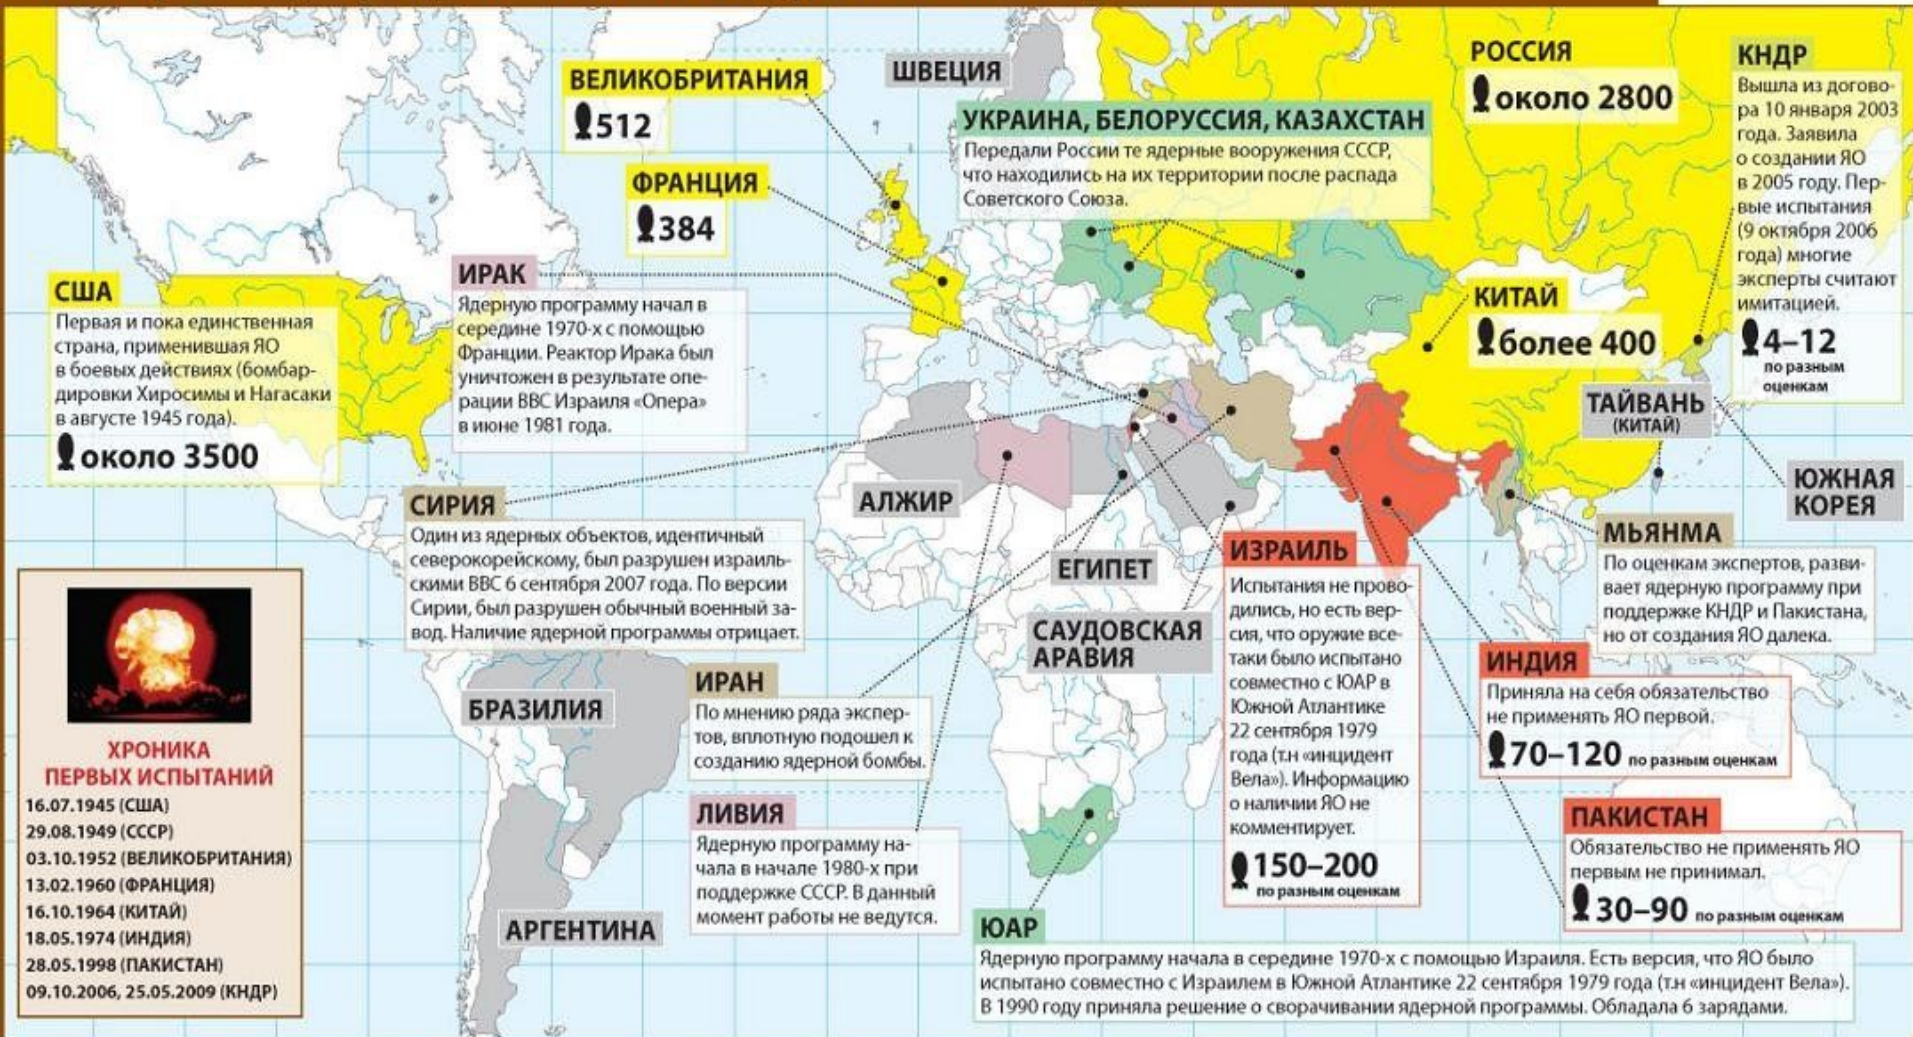 ВЕЛИКОБРИТАНИЯ
512
ФРАНЦИЯ
384
ШВЕЦИЯ
УКРАИНА, БЕЛОРУССИЯ, КАЗАХСТАН
Передали России те ядерные вооружения СССР,
что находились на их территории после распада
Советского Союза.
РОССИЯ
около 2800
КНДР
Вышла из догово-
ра 10 января 2003
года. Заявила
о создании ЯО
в 2005 году. Пер-
вые испытания
(9 октября 2006
года) многие
эксперты считают
имитацией.
4–12
по разным
оценкам
США
Первая и пока единственная
страна, применившая ЯО
в боевых действиях (бомбар-
дировки Хиросимы и Нагасаки
в августе 1945 года).
около 3500
ИРАК
Ядерную программу начал в
середине 1970-х с помощью
Франции. Реактор Ирака был
уничтожен в результате опе-
рации ВВС Израиля «Опера»
в июне 1981 года.
КИТАЙ
более 400
ТАЙВАНЬ
(КИТАЙ)
ЮЖНАЯ
КОРЕЯ
СИРИЯ
Один из ядерных объектов, идентичный
северокорейскому, был разрушен израиль-
скими ВВС 6 сентября 2007 года. По версии
Сирии, был разрушен обычный военный за-
вод. Наличие ядерной программы отрицает.
АЛЖИР
ЕГИПЕТ
САУДОВСКАЯ
АРАВИЯ
ИЗРАИЛЬ
Испытания не прово-
дились, но есть вер-
сия, что оружие все-
таки было испытано
совместно с ЮАР в
Южной Атлантике
22 сентября 1979
года (т.н «инцидент
Вела»). Информацию
о наличии ЯО не
комментирует.
150–200
по разным оценкам
МЬЯНМА
По оценкам экспертов, разви-
вает ядерную программу при
поддержке КНДР и Пакистана,
но от создания ЯО далека.
ИНДИЯ
Приняла на себя обязательство
не применять ЯО первой.
70–120 по разным оценкам
ПАКИСТАН
Обязательство не применять ЯО
первым не принимал.
30–90 по разным оценкам
БРАЗИЛИЯ
ИРАН
По мнению ряда экспер-
тов, вплотную подошел к
созданию ядерной бомбы.
ЛИВИЯ
Ядерную программу на-
чала в начале 1980-х при
поддержке СССР. В данный
момент работы не ведутся.
АРГЕНТИНА
ЮАР
Ядерную программу начала в середине 1970-х с помощью Израиля. Есть версия, что ЯО было
испытано совместно с Израилем в Южной Атлантике 22 сентября 1979 года (т.н «инцидент Вела»).
В 1990 году приняла решение о сворачивании ядерной программы. Обладала 6 зарядами.
ХРОНИКА
ПЕРВЫХ ИСПЫТАНИЙ
16.07.1945 (США)
29.08.1949 (СССР)
03.10.1952 (ВЕЛИКОБРИТАНИЯ)
13.02.1960 (ФРАНЦИЯ)
16.10.1964 (КИТАЙ)
18.05.1974 (ИНДИЯ)
28.05.1998 (ПАКИСТАН)
09.10.2006, 25.05.2009 (КНДР)